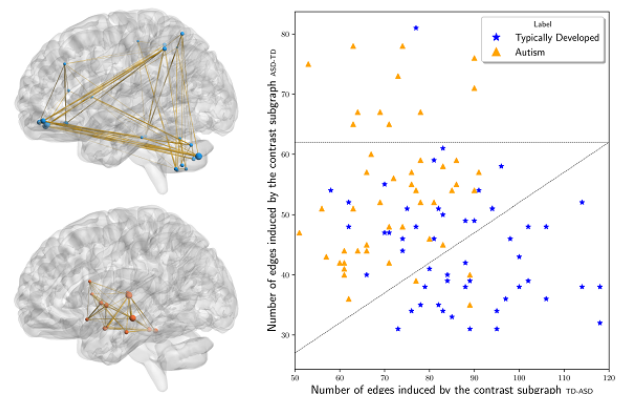 Label
Typically Developed
Autism
Number of edges induced by the contrast subgraph ASD-TD
80
70
60
50
40
30
50
60
70
80
90
100
110
120
Number of edges induced by the contrast subgraph TD-ASD